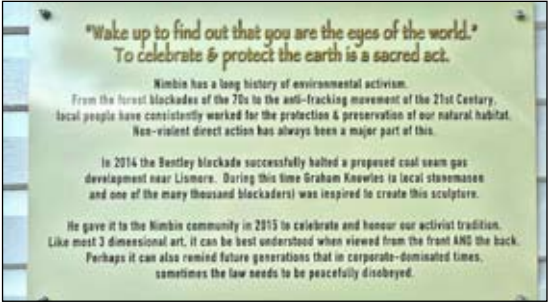 "Wake up to find out that you are the eyes of the world."
To celebrate & protect the earth is a sacred act.
Nimbin has a long history of environmental activism.
From the forest blockades of the 70s to the anti-fracking movement of the 21st Century,
local people have consistently worked for the protection & preservation of our natural habitat.
Non-violent direct action has always been a major part of this.
In 2014 the Bentley blockade successfully halted a proposed coal seam gas
development near Lismore. During this time Graham Knowles (a local stonemason
and one of the many thousand blockaders) was inspired to create this sculpture.
He gave it to the Nimbin community in 2015 to celebrate and honour our activist tradition.
Like most 3 dimensional art, it can be best understood when viewed from the front AND the back.
Perhaps it can also remind future generations that in corporate-dominated times,
sometimes the law needs to be peacefully disobeyed.